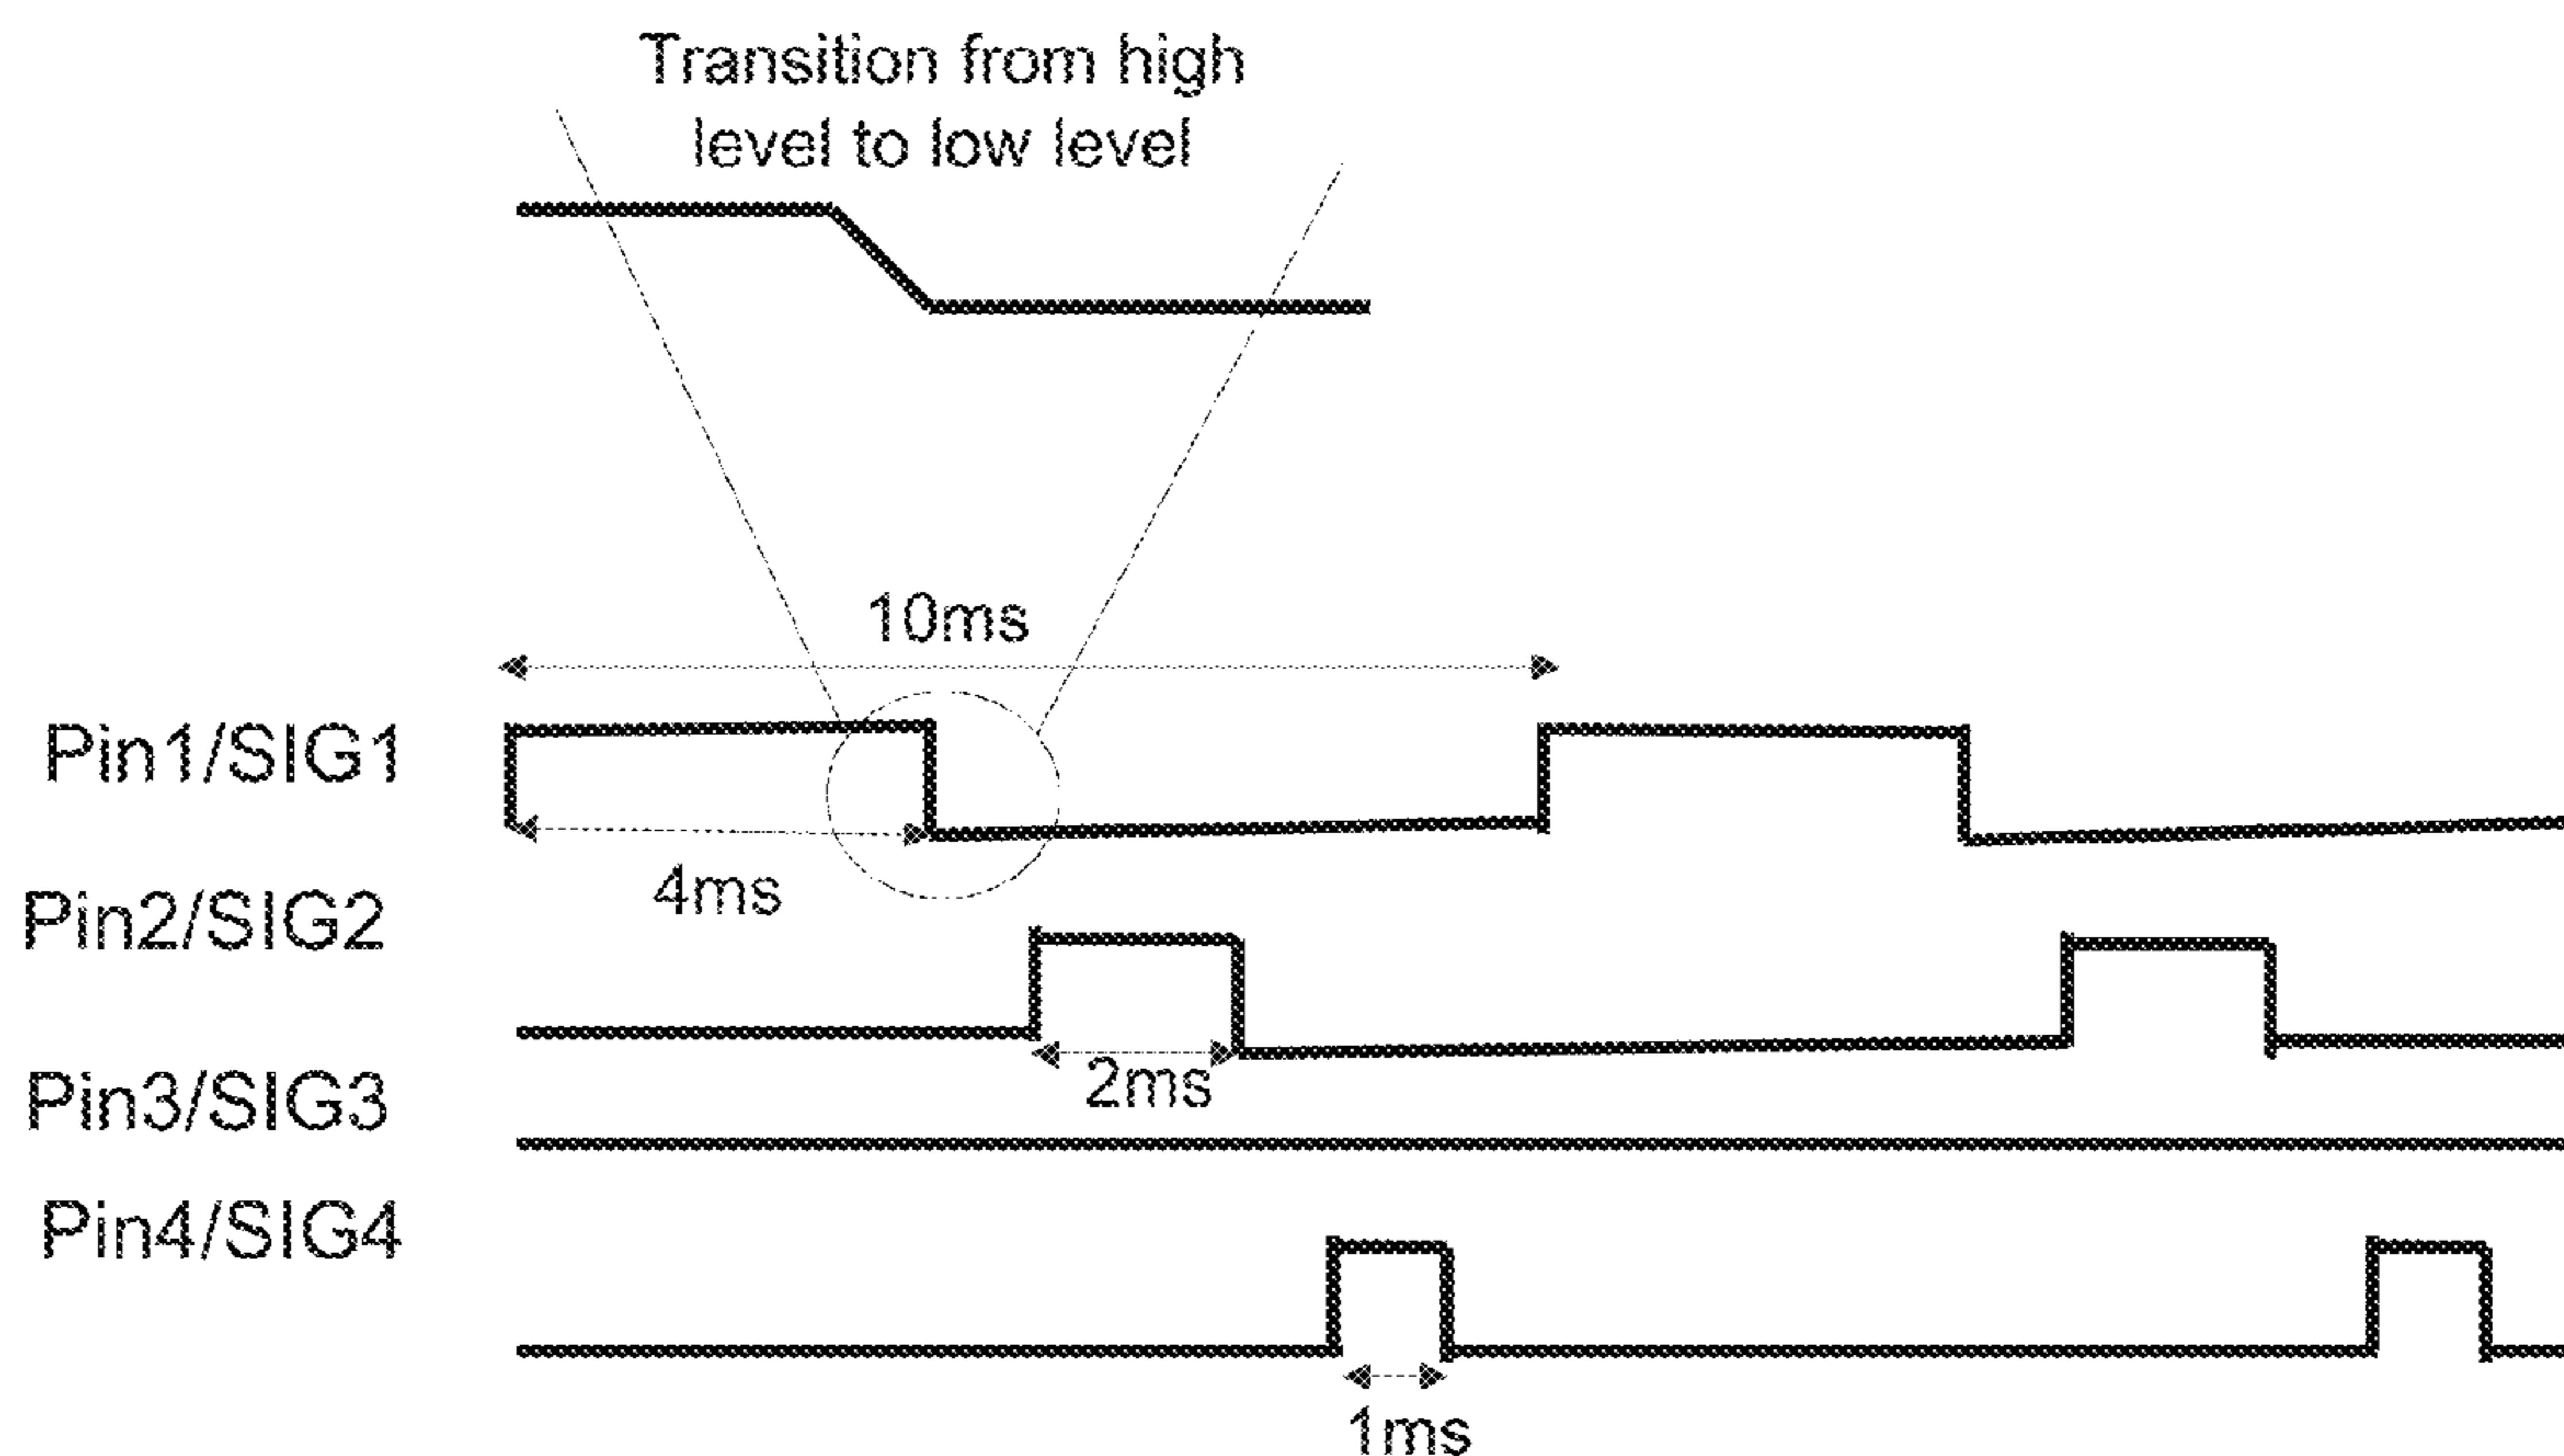 Transition from high
level to low level
10ms
Pin1/SIG1
4ms
Pin2/SIG2
2ms
Pin3/SIG3
Pin4/SIG4
1ms